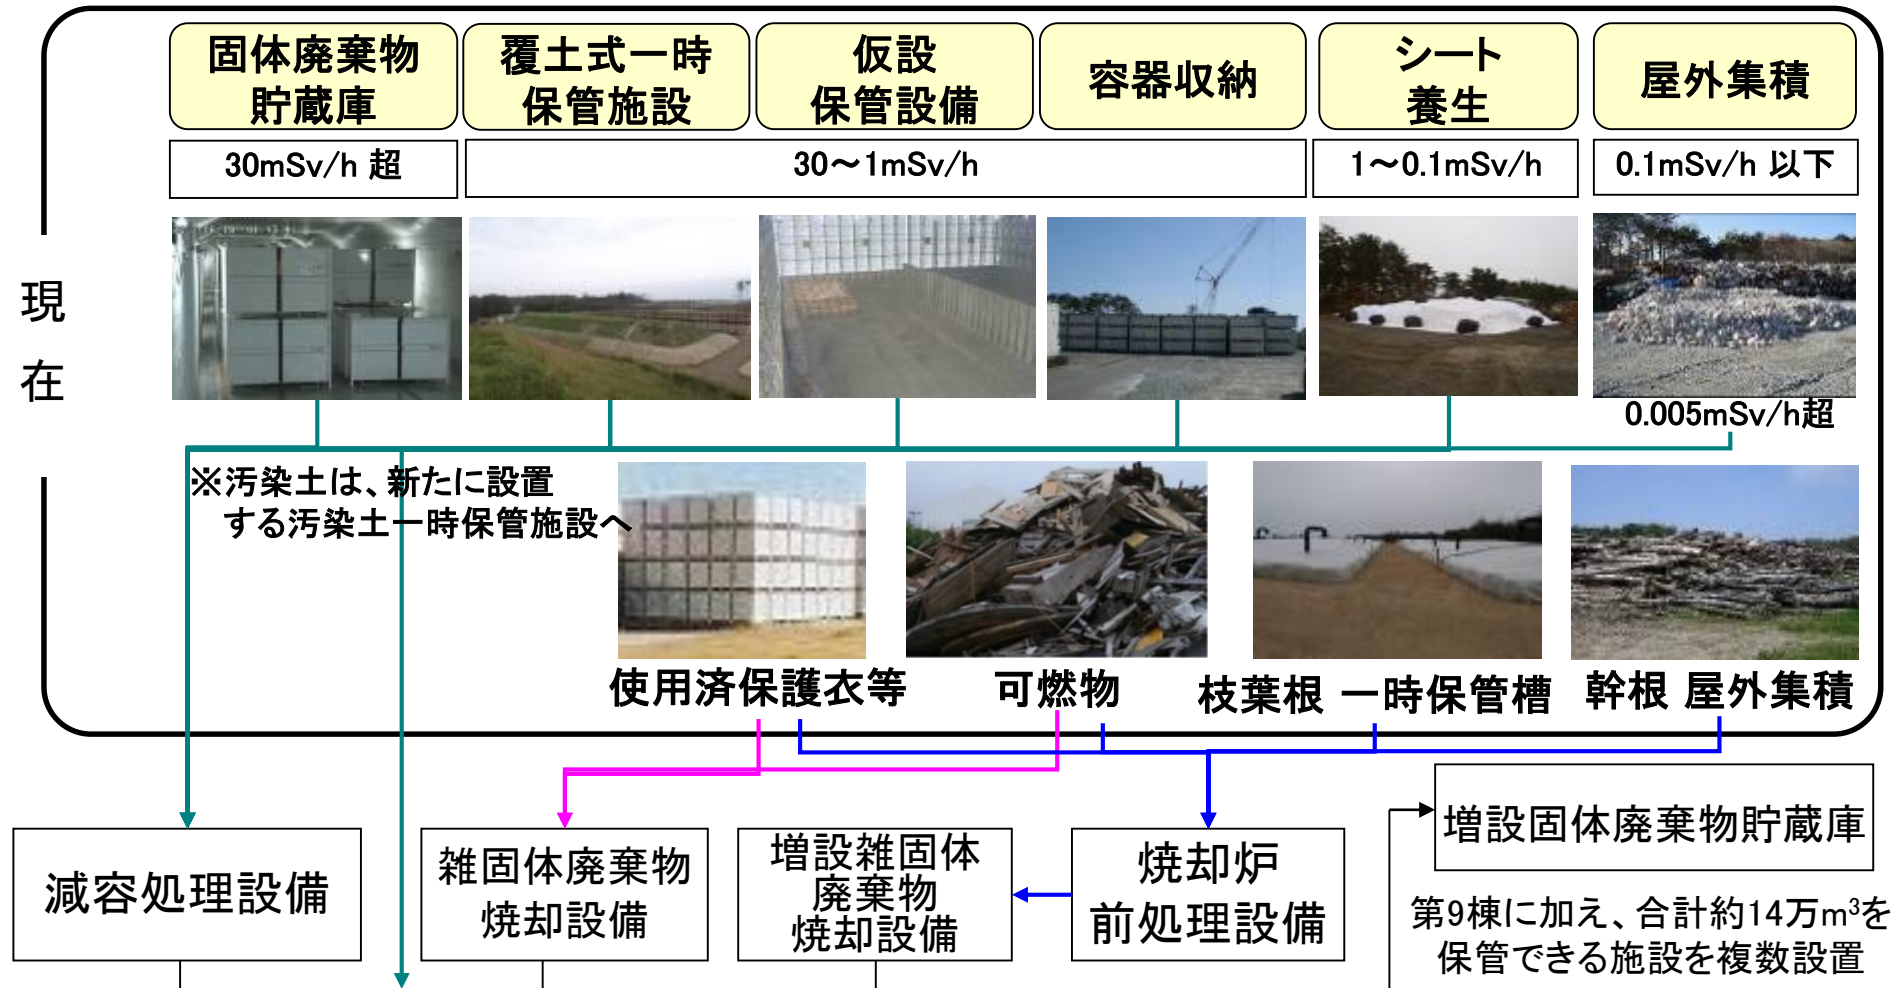 固体廃棄物
貯蔵庫
覆土式一時
保管施設
仮設
保管設備
容器収納
シート
養生
屋外集積
30mSv/h 超
30～1mSv/h
1～0.1mSv/h
0.1mSv/h 以下
現
在
0.005mSv/h超
※汚染土は、新たに設置
する汚染土一時保管施設へ
使用済保護衣等
可燃物
枝葉根 一時保管槽
幹根 屋外集積
減容処理設備
雑固体廃棄物
焼却設備
増設雑固体
廃棄物
焼却設備
焼却炉
前処理設備
増設固体廃棄物貯蔵庫
第9棟に加え、合計約14万m³を
保管できる施設を複数設置